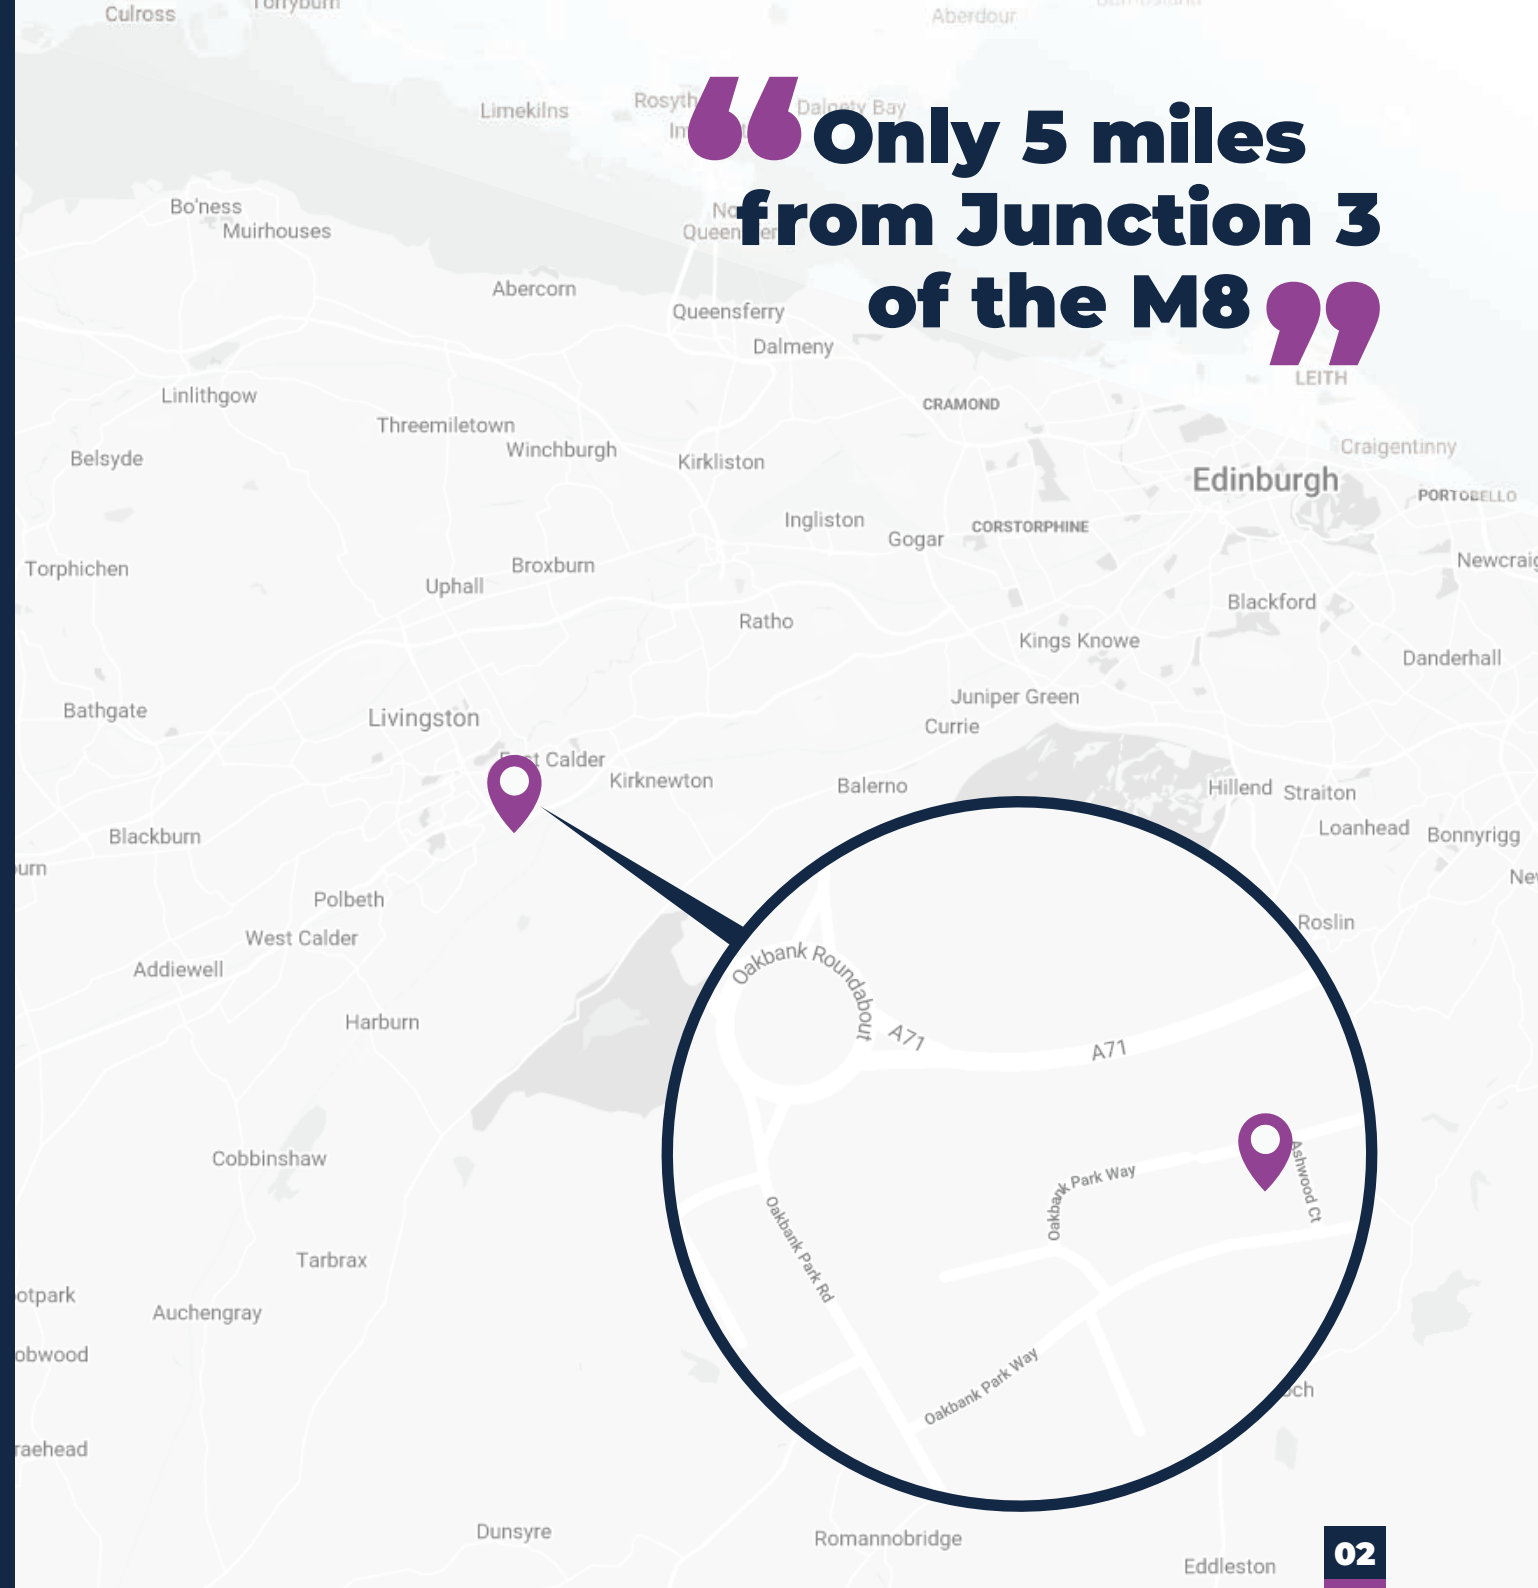 Culross
Aberdour
Limekilns
Rosyth
Dalgety Bay
“Only 5 miles
from Junction 3
of the M8”
Bo'ness
Muirhouses
Abercorn
Queensferry
Dalmeny
LEITH
Linlithgow
CRAMOND
Threemiletown
Winchburgh
Craigentinny
Belsyde
Kirkliston
Edinburgh
PORTOBELLO
Ingliston
Gogar
CORSTORPHINE
Torphichen
Broxburn
Uphall
Blackford
Ratho
Kings Knowe
Danderhall
Juniper Green
Bathgate
Livingston
Currie
Calder
Kirknewton
Balerno
Hillend
Straiton
Blackburn
Loanhead
Bonnyrigg
Polbeth
West Calder
Roslin
Addiewell
Oakbank Roundabout
Harburn
A71
A71
Cobbinshaw
Oakbank Park Way
Ashwood Ct
Oakbank Park Rd
Tarbrax
Auchengray
Oakbank Park Way
Dunsyre
Romannobridge
Eddleston
02